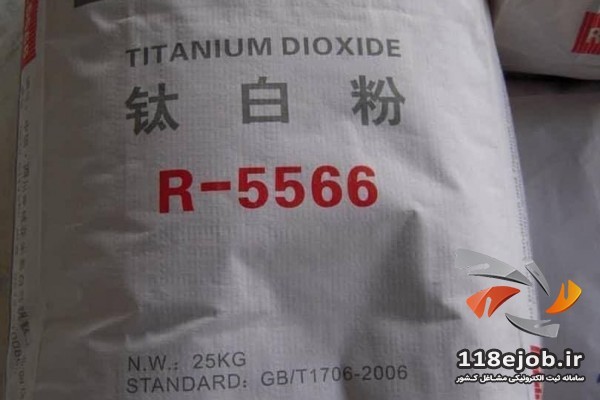 TITANIUM DIOXIDE
钛白粉
R-5566
N.W.: 25KG
STANDARD: GB/T1706-2006
118ejob.ir
سامانه ثبت الکترونیکی مشاغل کشور